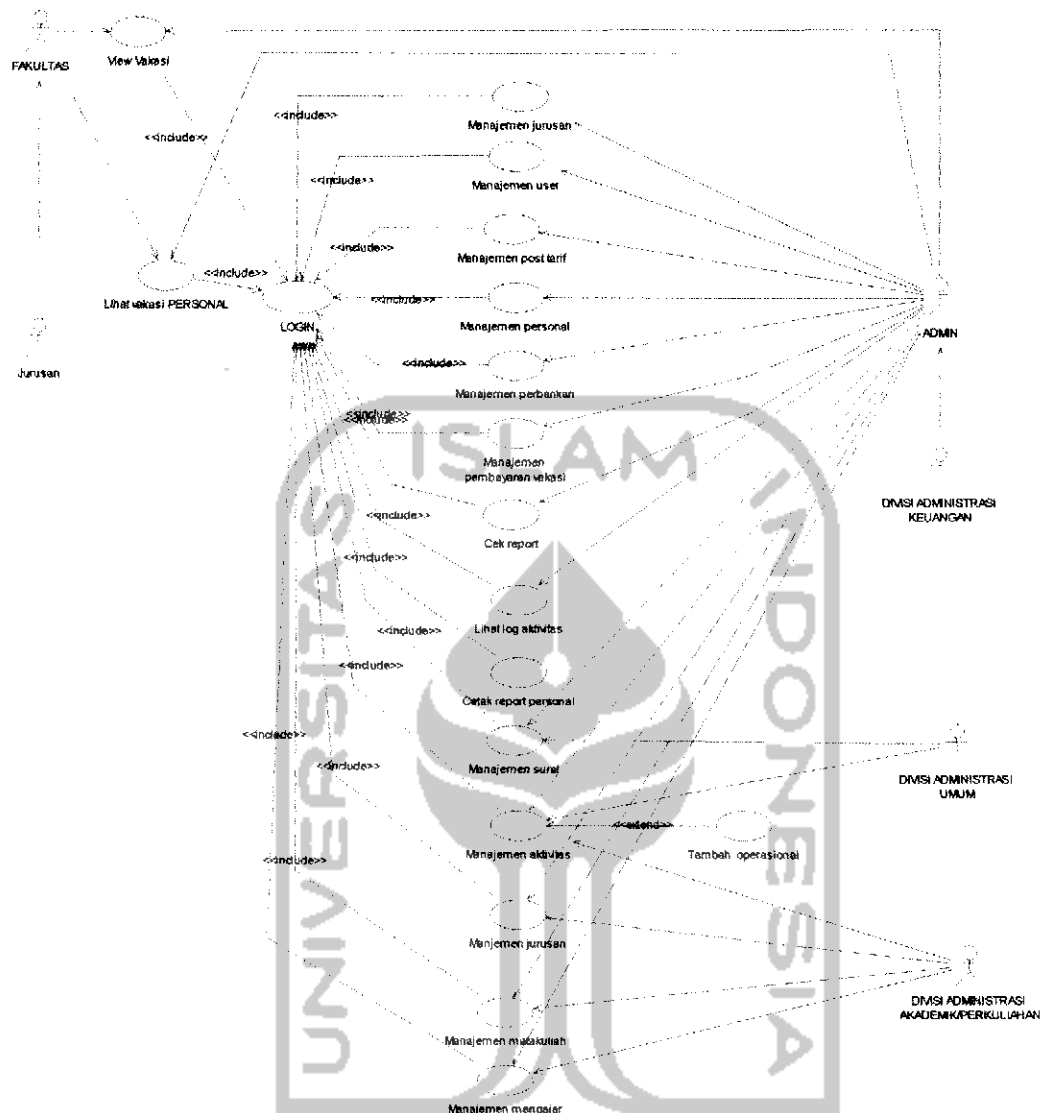 FAKULTAS
View Vakasi
<<include>>
<<include>>
Manajemen jurusan
<<include>>
Manajemen user
<<include>>
Manajemen post tarif
<<include>>
Lihat vakasi PERSONAL
LOGIN
<<include>>
Manajemen personal
ADMIN
Jurusan
<<include>>
Manajemen perbankan
<<include>>
<<include>>
Manajemen
pembayaran vakasi
DIVISI ADMINISTRASI
KEUANGAN
<<include>>
Cek report
<<include>>
Lihat log aktivitas
<<include>>
<<include>>
Cetak report personal
<<include>>
Manajemen surat
<<include>>
DIVISI ADMINISTRASI
UMUM
<<extend>>
Manajemen aktivitas
Tambah operasional
<<include>>
Manjemen jurusan
DIVISI ADMINISTRASI
AKADEMIK/PERKULIAHAN
Manajemen matakuliah
Manajemen mengajar
UNIVERSITAS
ISLAM
INDONESIA